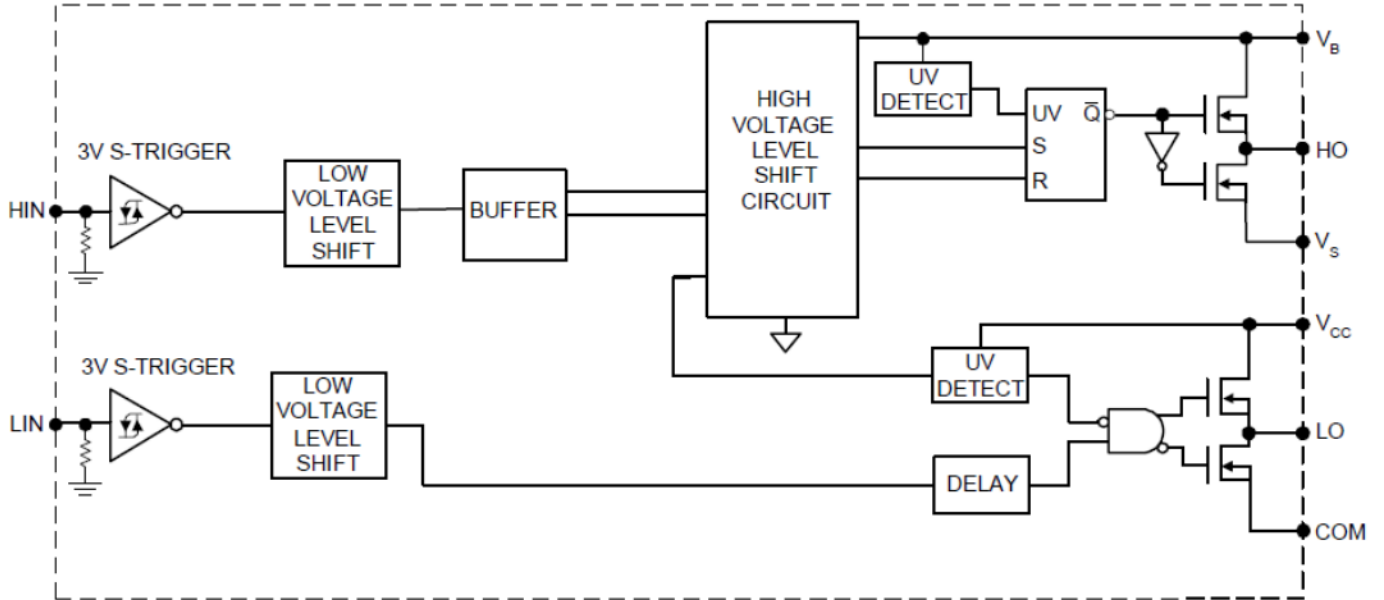 V_B
UV
DETECT
HIGH
VOLTAGE
LEVEL
SHIFT
CIRCUIT
UV Q̅
S
R
HO
3V S-TRIGGER
LOW
VOLTAGE
LEVEL
SHIFT
BUFFER
HIN
V_S
V_CC
3V S-TRIGGER
UV
DETECT
LOW
VOLTAGE
LEVEL
SHIFT
LIN
LO
DELAY
COM